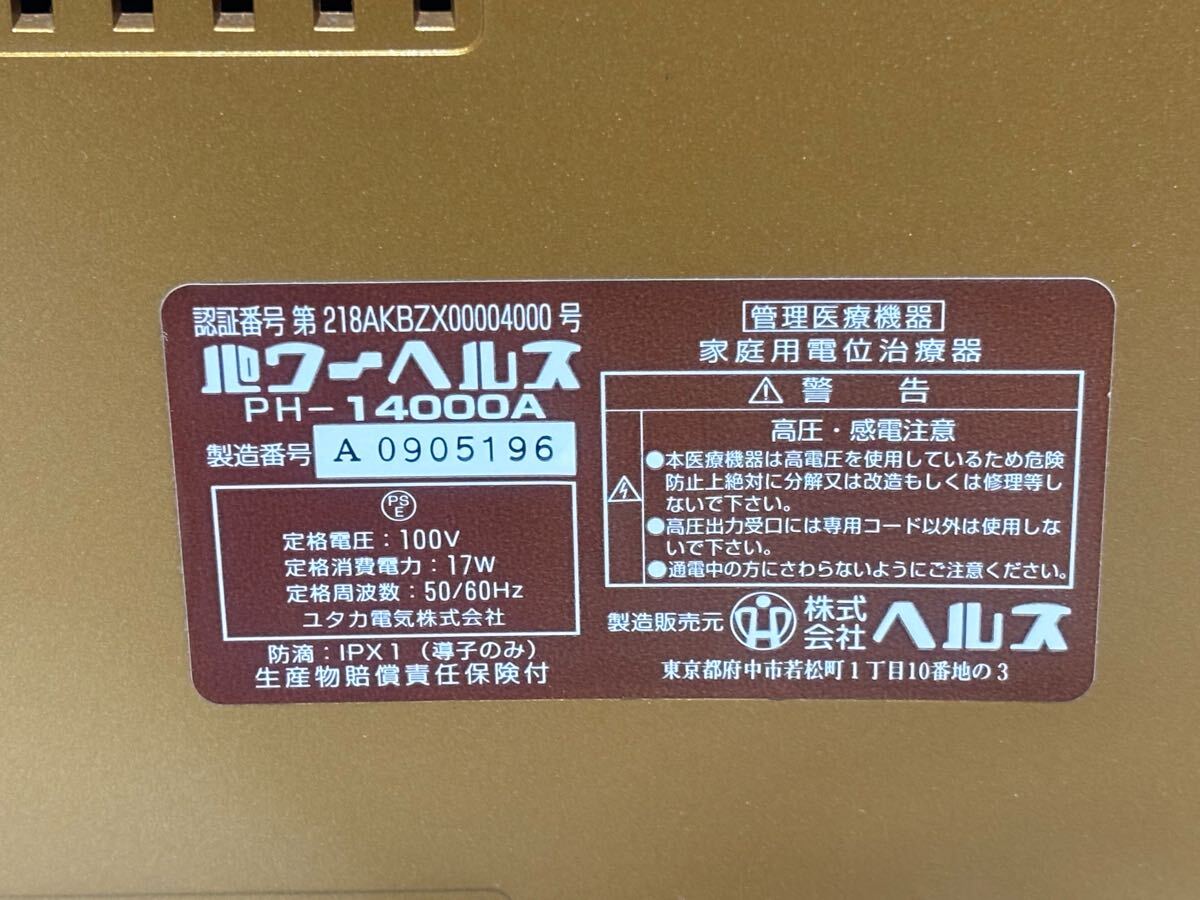 認証番号 第 218AKBZX00004000 号
パワーヘルス
PH-14000A
製造番号 A 0905196
PS
E
定格電圧：100V
定格消費電力：17W
定格周波数：50/60Hz
ユタカ電気株式会社
防滴：IPX1（導子のみ）
生産物賠償責任保険付
管理医療機器
家庭用電位治療器
警告
高圧・感電注意
●本医療機器は高電圧を使用しているため危険
防止上絶対に分解又は改造もしくは修理等し
ないで下さい。
●高圧出力受口には専用コード以外は使用しな
いで下さい。
●通電中の方にさわらないようにご注意ください。
製造販売元 株式会社 ヘルス
東京都府中市若松町1丁目10番地の3